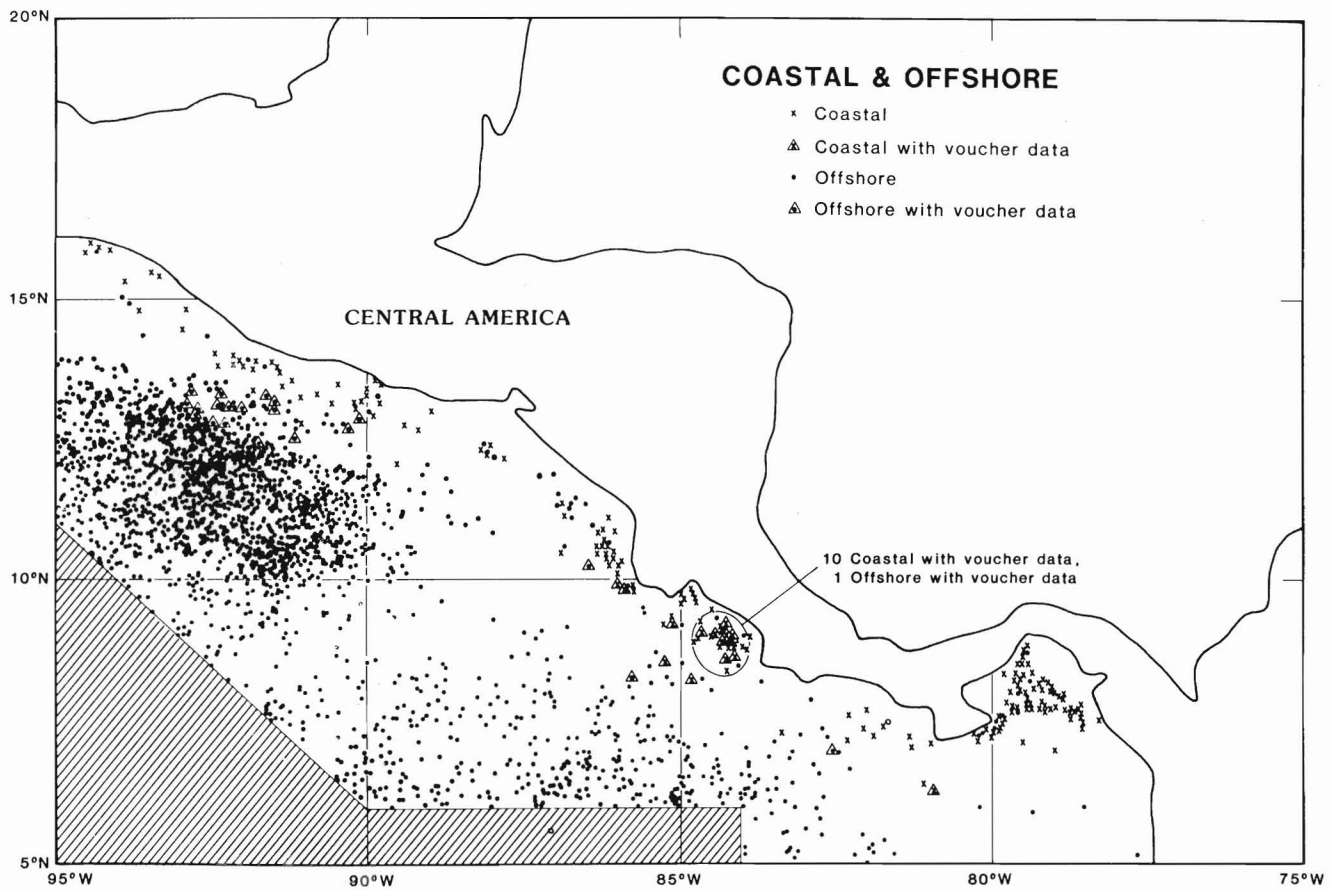 20°N
COASTAL & OFFSHORE
x Coastal
Coastal with voucher data
• Offshore
Offshore with voucher data
15°N
CENTRAL AMERICA
10 Coastal with voucher data,
1 Offshore with voucher data
10°N
5°N
95°W
90°W
85°W
80°W
75°W